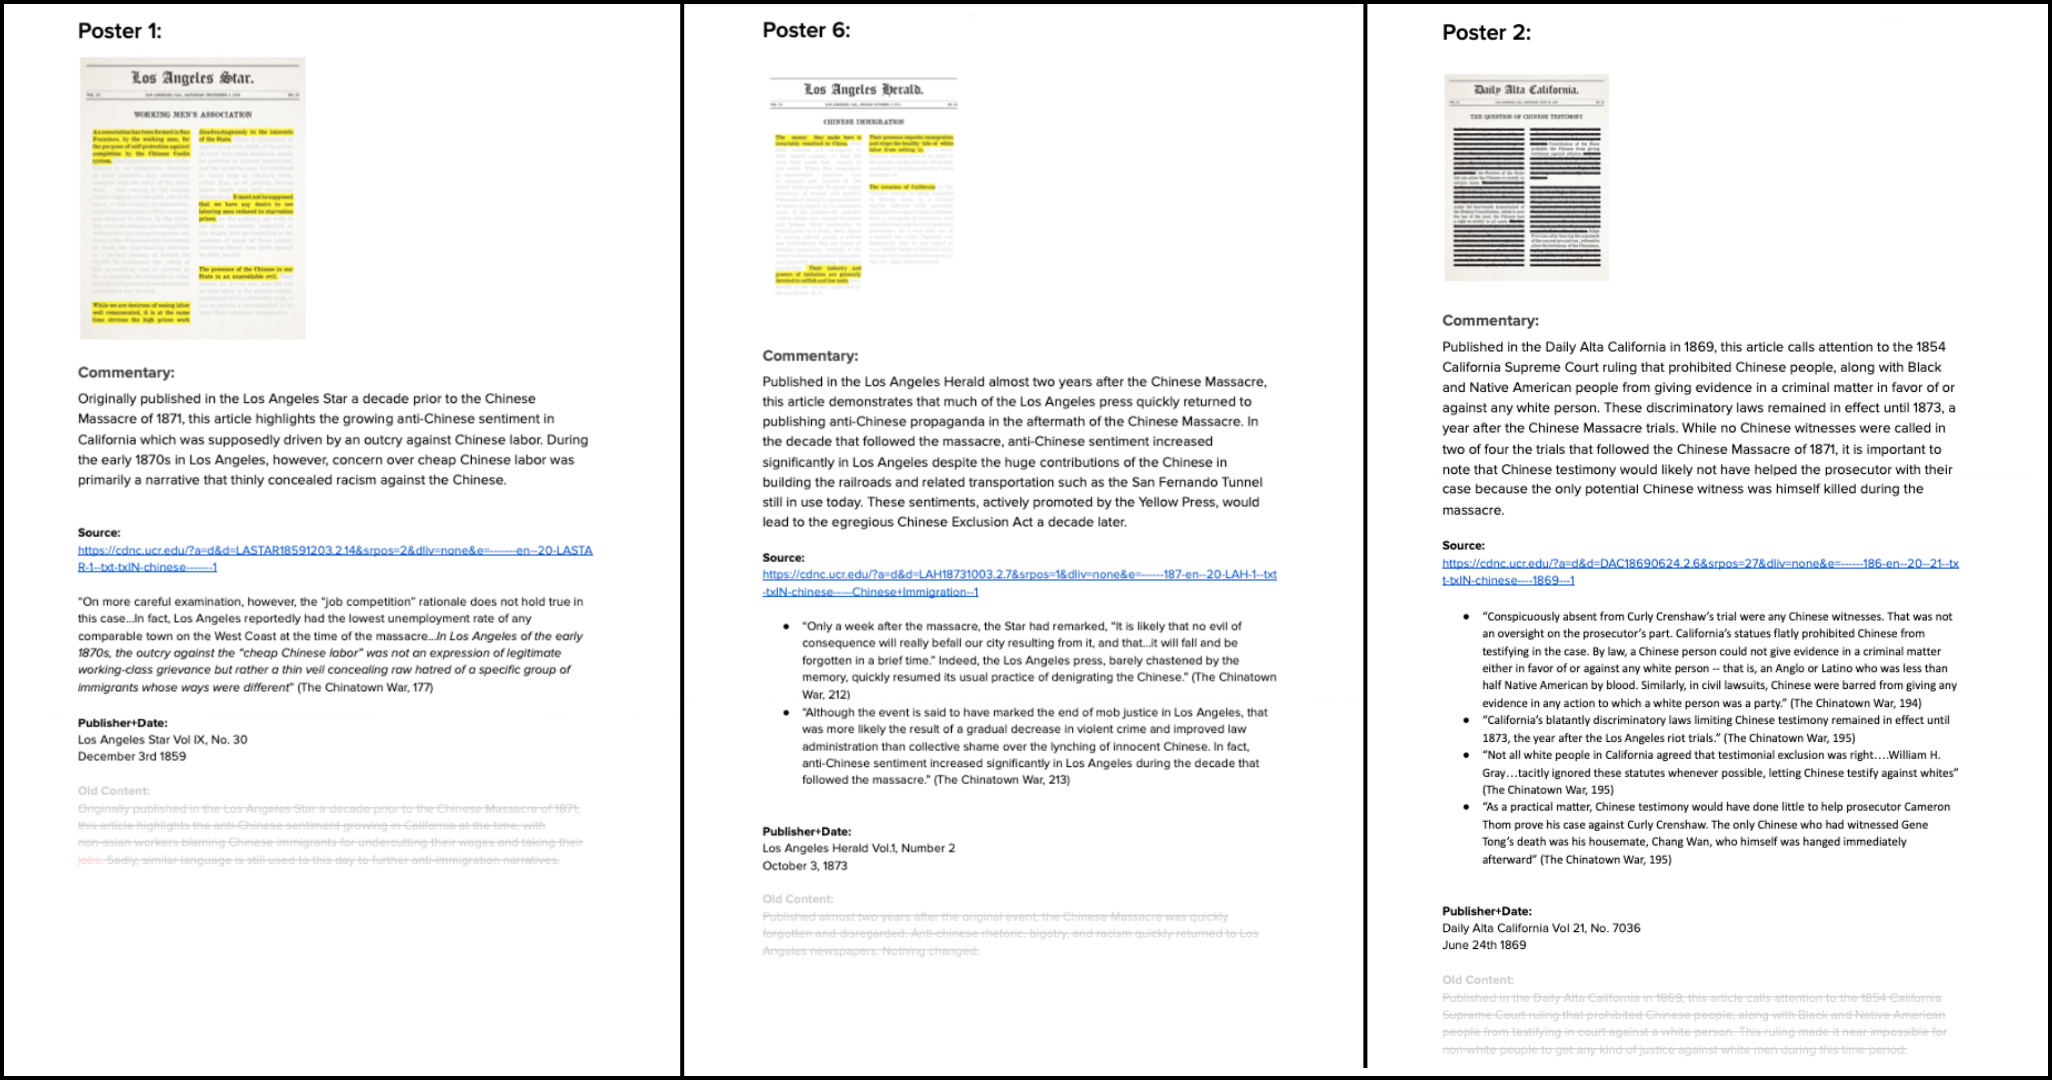 Poster 1:
Los Angeles Star.
WORKING MEN'S ASSOCIATION
An association has been formed in San
Francisco, by the working men, for
the purpose of self-protection against
completion, by the Chinese Coolie
system.
While we are desirous of seeing labor
well remunerated, it is at the same
time obvious the high prices work
disadvantageously to the interests
of the State.
It must not be supposed
that we have any desire to see
laboring men reduced to starvation
prices,
The presence of the Chinese in our
State is an unavoidable evil.
Commentary:
Originally published in the Los Angeles Star a decade prior to the Chinese
Massacre of 1871, this article highlights the growing anti-Chinese sentiment in
California which was supposedly driven by an outcry against Chinese labor. During
the early 1870s in Los Angeles, however, concern over cheap Chinese labor was
primarily a narrative that thinly concealed racism against the Chinese.
Source:
https://cdnc.ucr.edu/?a=d&d=LASTAR18591203.2.14&srpos=2&dliv=none&e=-------en--20-LASTA
R-1--txt-txIN-chinese-------1
“On more careful examination, however, the “job competition” rationale does not hold true in
this case...In fact, Los Angeles reportedly had the lowest unemployment rate of any
comparable town on the West Coast at the time of the massacre...In Los Angeles of the early
1870s, the outcry against the “cheap Chinese labor” was not an expression of legitimate
working-class grievance but rather a thin veil concealing raw hatred of a specific group of
immigrants whose ways were different” (The Chinatown War, 177)
Publisher+Date:
Los Angeles Star Vol IX, No. 30
December 3rd 1859
Old Content:
Originally published in the Los Angeles Star a decade prior to the Chinese Massacre of 1871,
this article highlights the anti-Chinese sentiment growing in California at the time, with
non-asian workers blaming Chinese immigrants for undercutting their wages and taking their
jobs. Sadly, similar language is still used to this day to further anti-immigration narratives.
Poster 6:
Los Angeles Herald.
CHINESE IMMIGRATION
The money they make here is
invariably remitted to China,
Their industry and
powers of imitation are generally
devoted to selfish and low ends,
Their presence impedes immigration
and stops the healthy tide of white
labor from setting in,
The invasion of California
Commentary:
Published in the Los Angeles Herald almost two years after the Chinese Massacre,
this article demonstrates that much of the Los Angeles press quickly returned to
publishing anti-Chinese propaganda in the aftermath of the Chinese Massacre. In
the decade that followed the massacre, anti-Chinese sentiment increased
significantly in Los Angeles despite the huge contributions of the Chinese in
building the railroads and related transportation such as the San Fernando Tunnel
still in use today. These sentiments, actively promoted by the Yellow Press, would
lead to the egregious Chinese Exclusion Act a decade later.
Source:
https://cdnc.ucr.edu/?a=d&d=LAH18731003.2.7&srpos=1&dliv=none&e=------187-en--20-LAH-1--txt
-txIN-chinese-----Chinese+Immigration--1
● “Only a week after the massacre, the Star had remarked, “It is likely that no evil of
consequence will really befall our city resulting from it, and that...it will fall and be
forgotten in a brief time.” Indeed, the Los Angeles press, barely chastened by the
memory, quickly resumed its usual practice of denigrating the Chinese.” (The Chinatown
War, 212)
● “Although the event is said to have marked the end of mob justice in Los Angeles, that
was more likely the result of a gradual decrease in violent crime and improved law
administration than collective shame over the lynching of innocent Chinese. In fact,
anti-Chinese sentiment increased significantly in Los Angeles during the decade that
followed the massacre.” (The Chinatown War, 213)
Publisher+Date:
Los Angeles Herald Vol.1, Number 2
October 3, 1873
Old Content:
Published almost two years after the original event, the Chinese Massacre was quickly
forgotten and disregarded. Anti-chinese rhetoric, bigotry, and racism quickly returned to Los
Angeles newspapers. Nothing changed.
Poster 2:
Daily Alta California.
THE QUESTION OF CHINESE TESTIMONY
Commentary:
Published in the Daily Alta California in 1869, this article calls attention to the 1854
California Supreme Court ruling that prohibited Chinese people, along with Black
and Native American people from giving evidence in a criminal matter in favor of or
against any white person. These discriminatory laws remained in effect until 1873, a
year after the Chinese Massacre trials. While no Chinese witnesses were called in
two of four the trials that followed the Chinese Massacre of 1871, it is important to
note that Chinese testimony would likely not have helped the prosecutor with their
case because the only potential Chinese witness was himself killed during the
massacre.
Source:
https://cdnc.ucr.edu/?a=d&d=DAC18690624.2.6&srpos=27&dliv=none&e=------186-en--20--21--tx
t-txIN-chinese----1869---1
● “Conspicuously absent from Curly Crenshaw’s trial were any Chinese witnesses. That was not
an oversight on the prosecutor’s part. California’s statues flatly prohibited Chinese from
testifying in the case. By law, a Chinese person could not give evidence in a criminal matter
either in favor of or against any white person -- that is, an Anglo or Latino who was less than
half Native American by blood. Similarly, in civil lawsuits, Chinese were barred from giving any
evidence in any action to which a white person was a party.” (The Chinatown War, 194)
● “California’s blatantly discriminatory laws limiting Chinese testimony remained in effect until
1873, the year after the Los Angeles riot trials.” (The Chinatown War, 195)
● “Not all white people in California agreed that testimonial exclusion was right….William H.
Gray…tacitly ignored these statutes whenever possible, letting Chinese testify against whites”
(The Chinatown War, 195)
● “As a practical matter, Chinese testimony would have done little to help prosecutor Cameron
Thom prove his case against Curly Crenshaw. The only Chinese who had witnessed Gene
Tong’s death was his housemate, Chang Wan, who himself was hanged immediately
afterward” (The Chinatown War, 195)
Publisher+Date:
Daily Alta California Vol 21, No. 7036
June 24th 1869
Old Content:
Published in the Daily Alta California in 1869, this article calls attention to the 1854 California
Supreme Court ruling that prohibited Chinese people, along with Black and Native American
people from testifying in court against a white person. This ruling made it near impossible for
non-white people to get any kind of justice against white men during this time period.